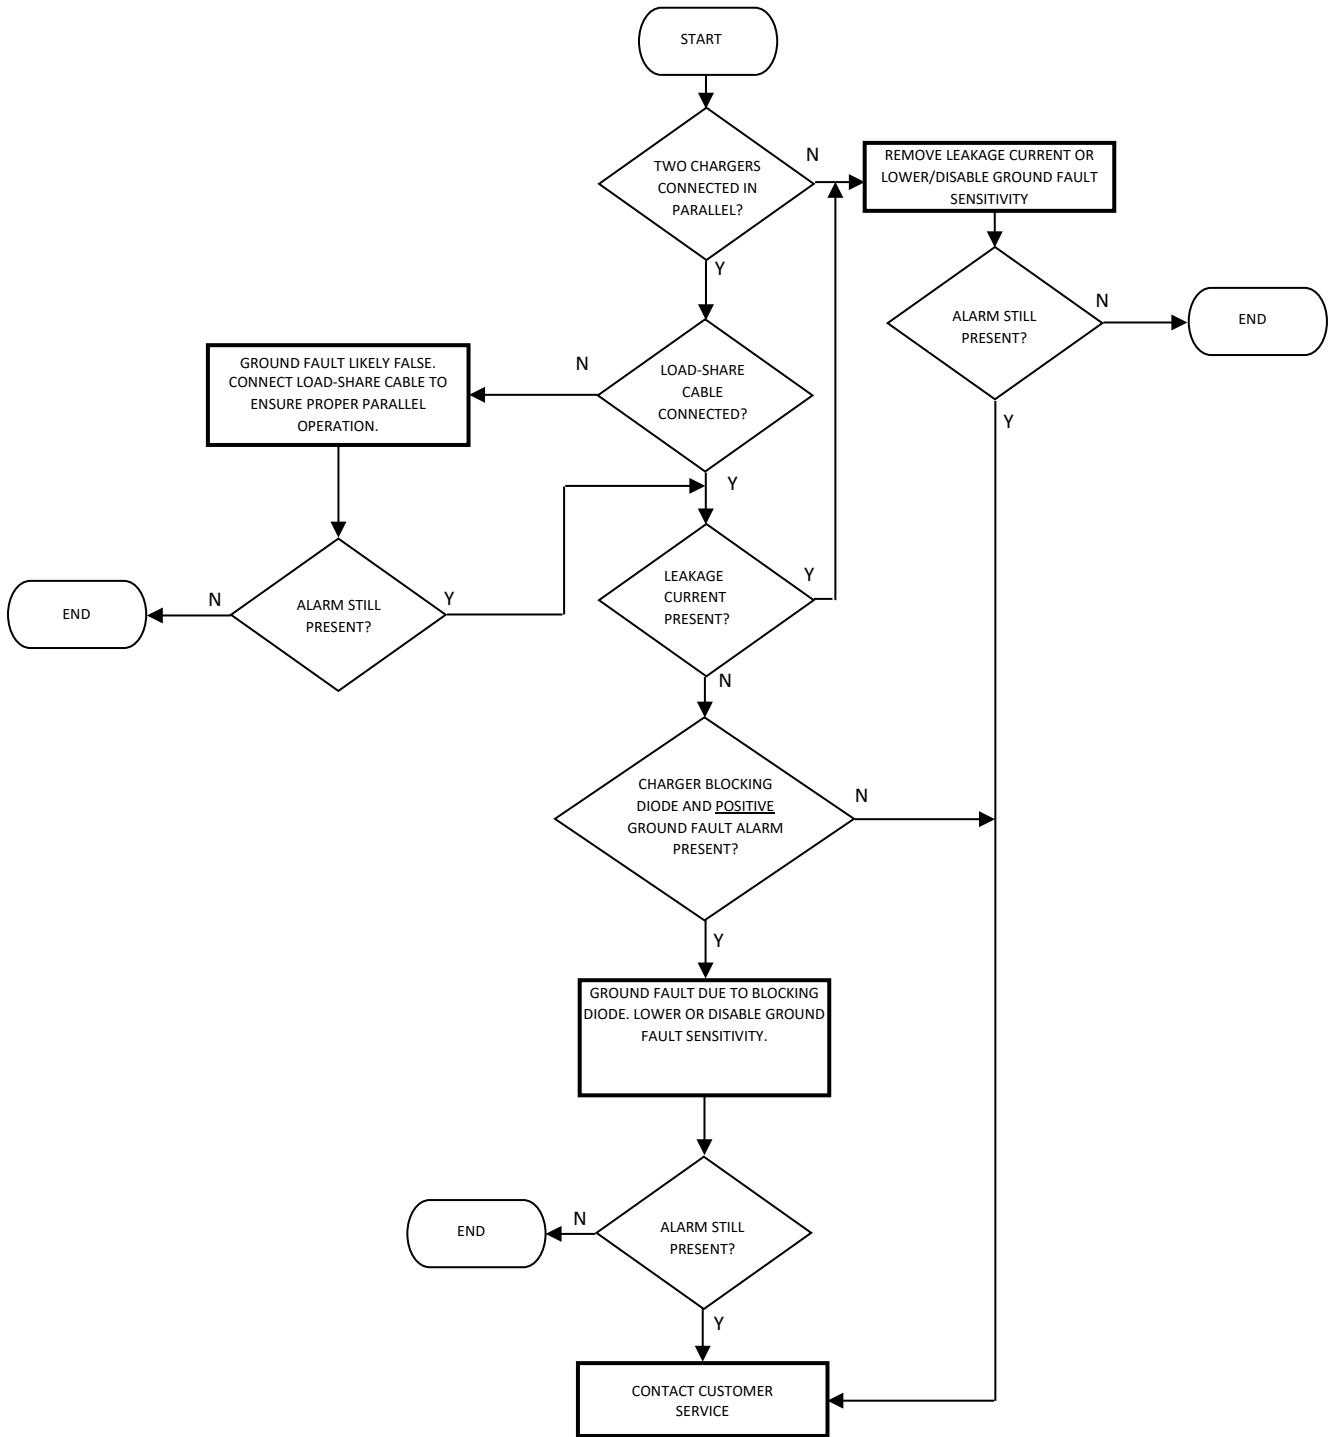 START
TWO CHARGERS
CONNECTED IN
PARALLEL?
N
REMOVE LEAKAGE CURRENT OR
LOWER/DISABLE GROUND FAULT
SENSITIVITY
Y
ALARM STILL
PRESENT?
N
END
Y
LOAD-SHARE
CABLE
CONNECTED?
N
GROUND FAULT LIKELY FALSE.
CONNECT LOAD-SHARE CABLE TO
ENSURE PROPER PARALLEL
OPERATION.
Y
ALARM STILL
PRESENT?
N
END
Y
LEAKAGE
CURRENT
PRESENT?
Y
N
CHARGER BLOCKING
DIODE AND POSITIVE
GROUND FAULT ALARM
PRESENT?
N
Y
GROUND FAULT DUE TO BLOCKING
DIODE. LOWER OR DISABLE GROUND
FAULT SENSITIVITY.
ALARM STILL
PRESENT?
N
END
Y
CONTACT CUSTOMER
SERVICE